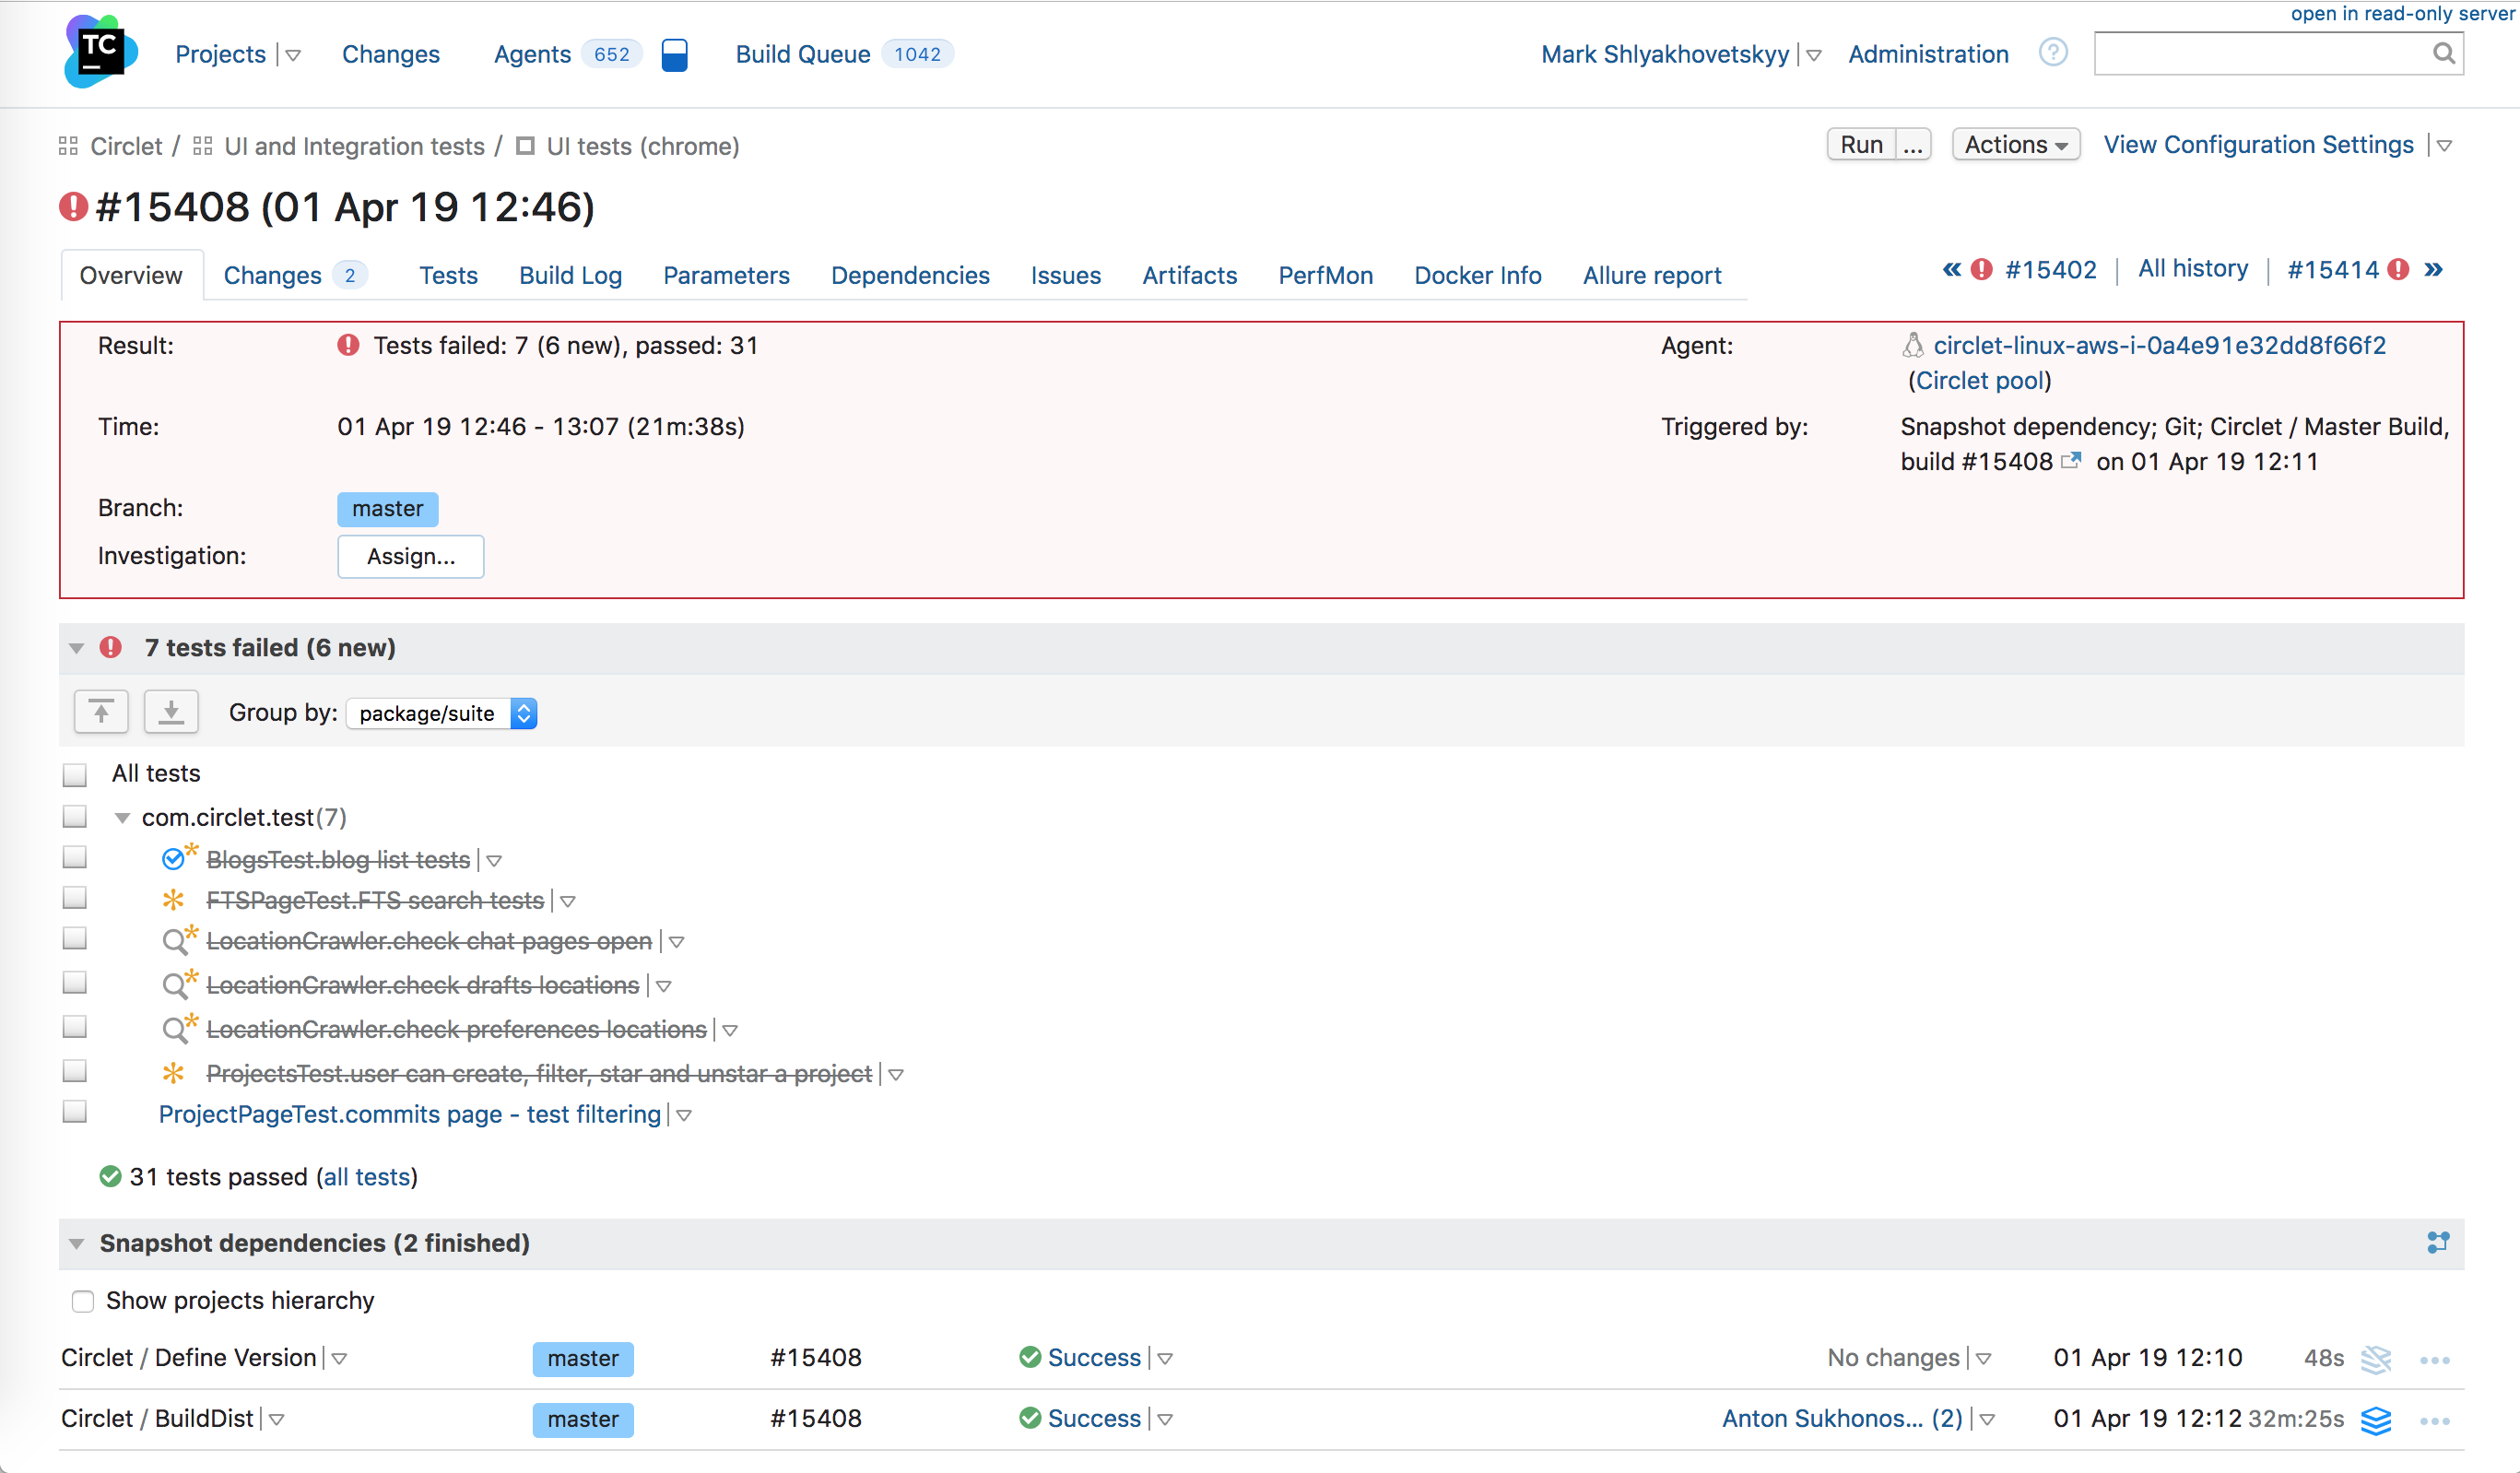 open in read-only server
TC
Projects
Changes
Agents 652
Build Queue 1042
Mark Shlyakhovetskyy
Administration
?
Circlet / UI and Integration tests / UI tests (chrome)
Run ...
Actions
View Configuration Settings
#15408 (01 Apr 19 12:46)
Overview
Changes 2
Tests
Build Log
Parameters
Dependencies
Issues
Artifacts
PerfMon
Docker Info
Allure report
« #15402 | All history | #15414 »
Result: Tests failed: 7 (6 new), passed: 31
Agent: circlet-linux-aws-i-0a4e91e32dd8f66f2
(Circlet pool)
Time: 01 Apr 19 12:46 - 13:07 (21m:38s)
Triggered by: Snapshot dependency; Git; Circlet / Master Build,
build #15408 on 01 Apr 19 12:11
Branch: master
Investigation: Assign...
7 tests failed (6 new)
Group by: package/suite
All tests
com.circlet.test (7)
BlogsTest.blog list tests
FTSPageTest.FTS search tests
LocationCrawler.check chat pages open
LocationCrawler.check drafts locations
LocationCrawler.check preferences locations
ProjectsTest.user can create, filter, star and unstar a project
ProjectPageTest.commits page - test filtering
31 tests passed (all tests)
Snapshot dependencies (2 finished)
Show projects hierarchy
Circlet / Define Version master #15408 Success No changes 01 Apr 19 12:10 48s
Circlet / BuildDist master #15408 Success Anton Sukhonos... (2) 01 Apr 19 12:12 32m:25s